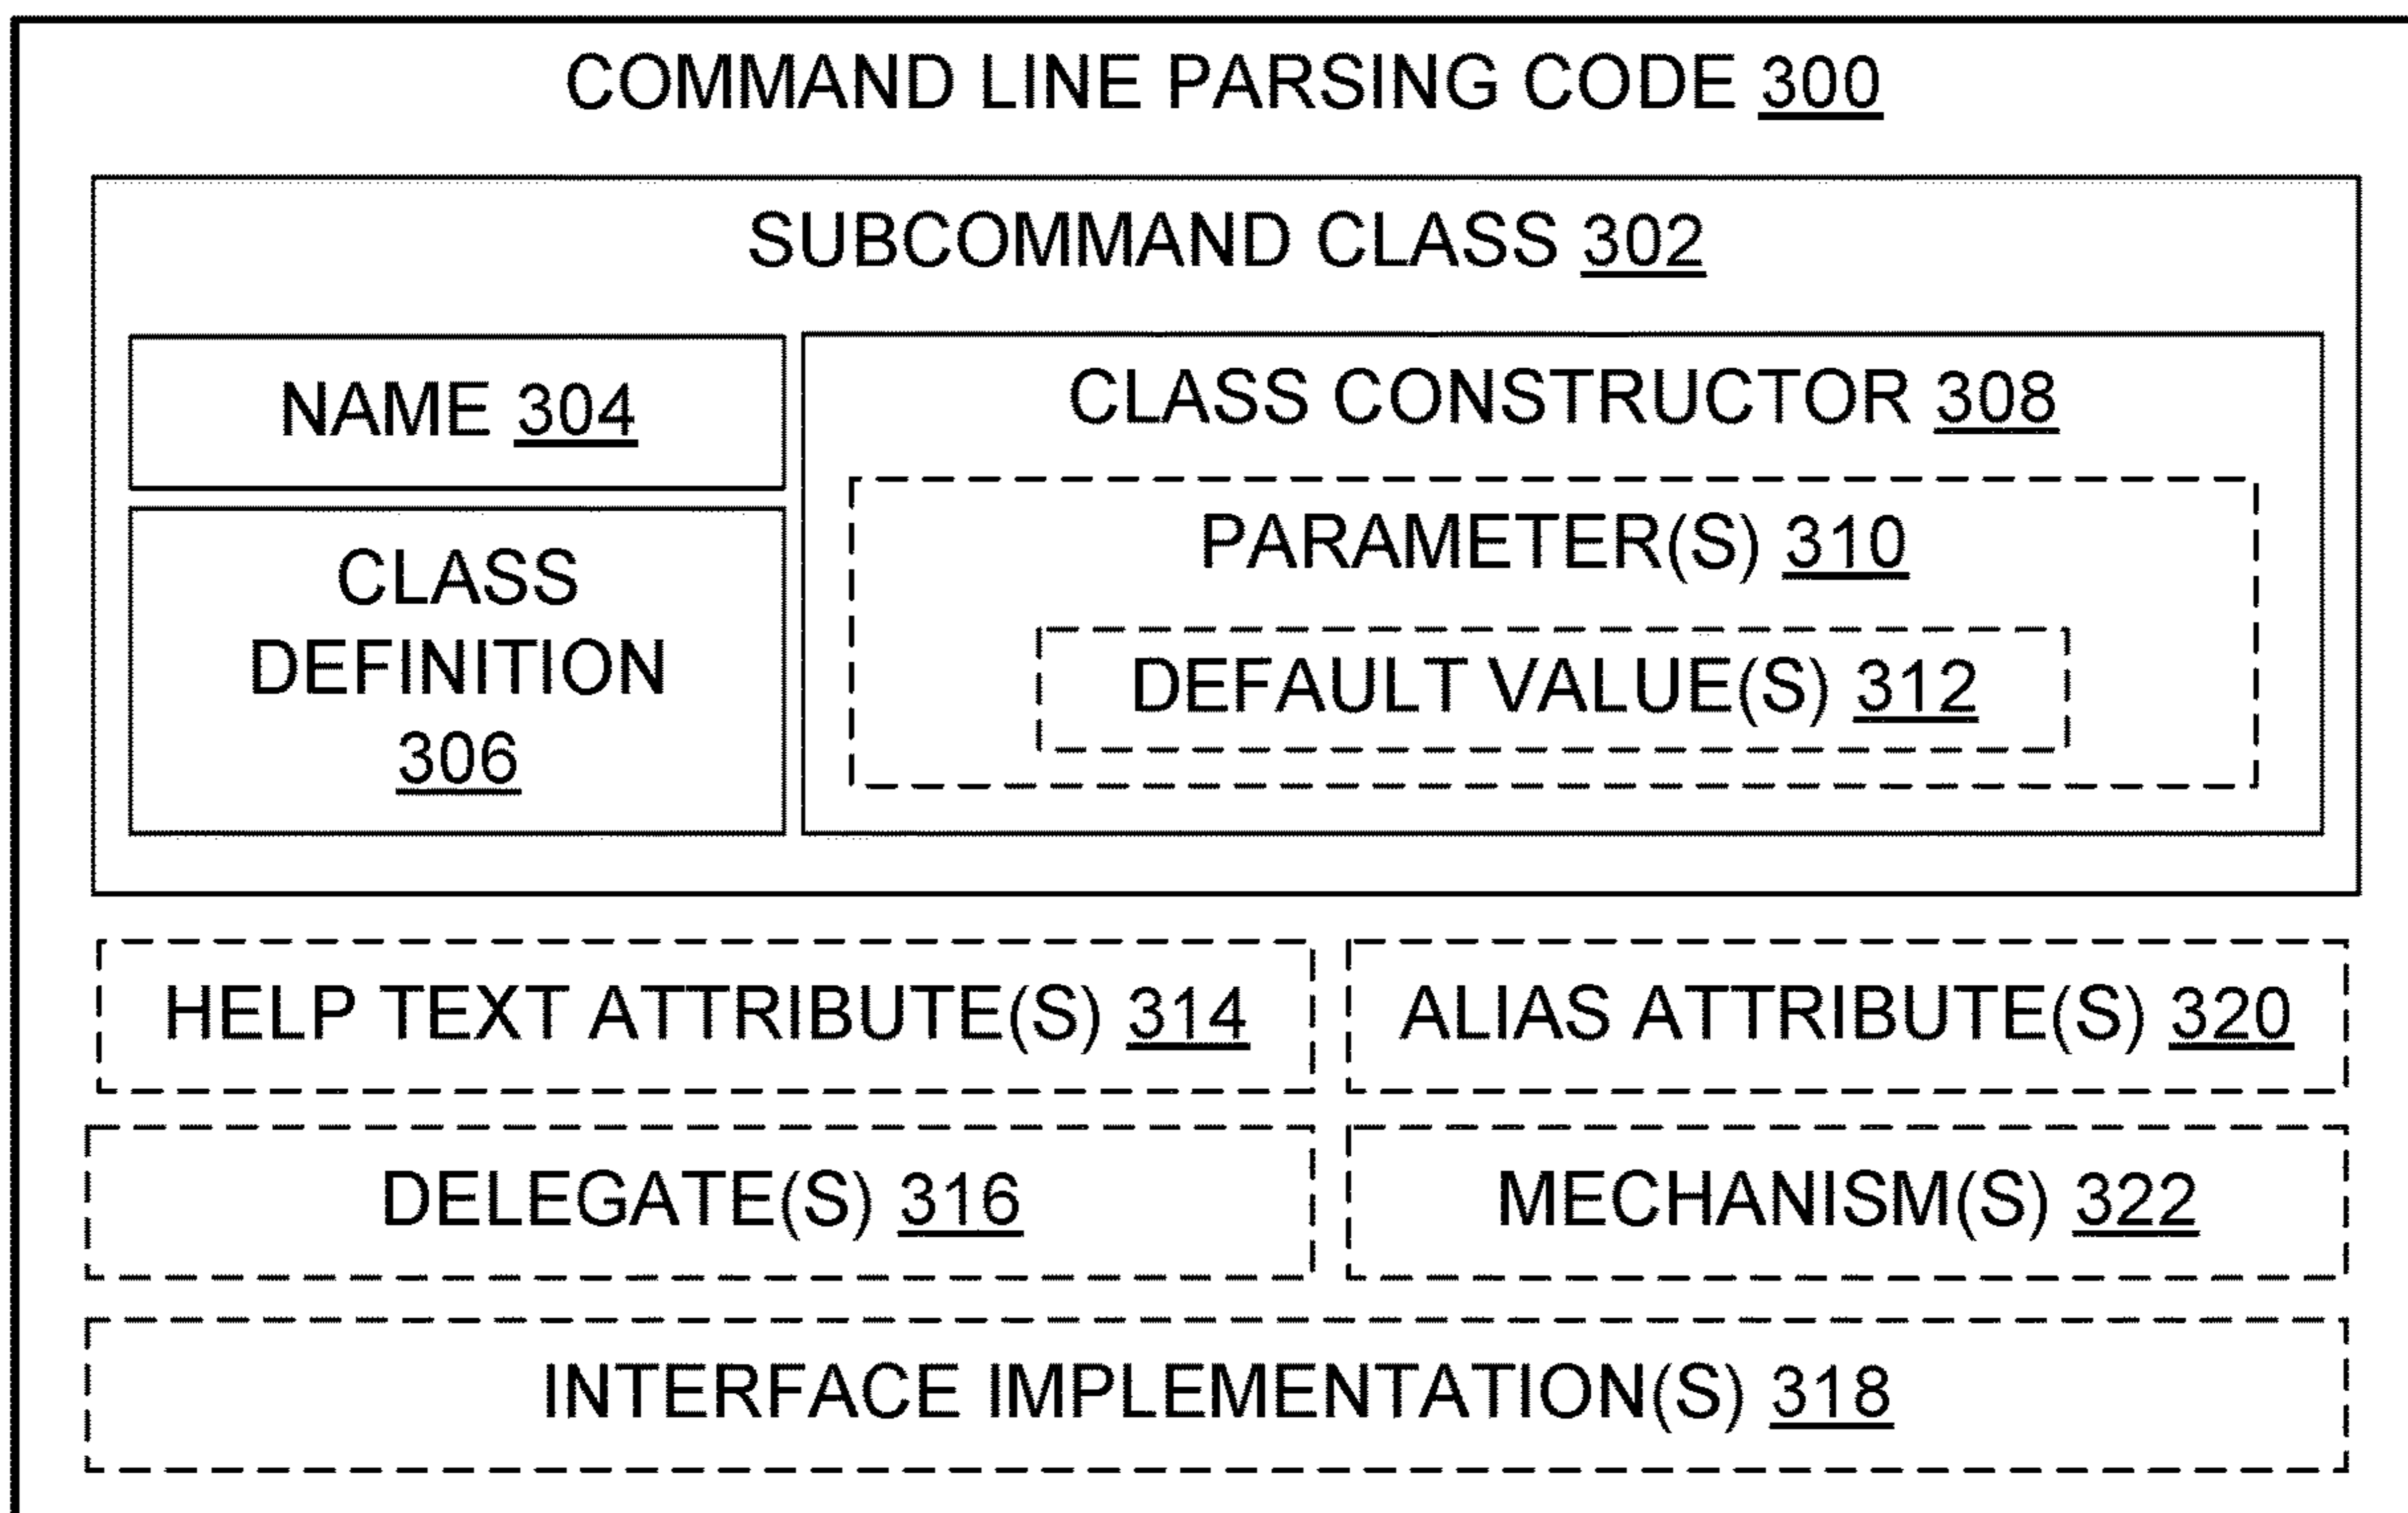 COMMAND LINE PARSING CODE 300
SUBCOMMAND CLASS 302
NAME 304
CLASS
DEFINITION
306
CLASS CONSTRUCTOR 308
PARAMETER(S) 310
DEFAULT VALUE(S) 312
HELP TEXT ATTRIBUTE(S) 314
ALIAS ATTRIBUTE(S) 320
DELEGATE(S) 316
MECHANISM(S) 322
INTERFACE IMPLEMENTATION(S) 318